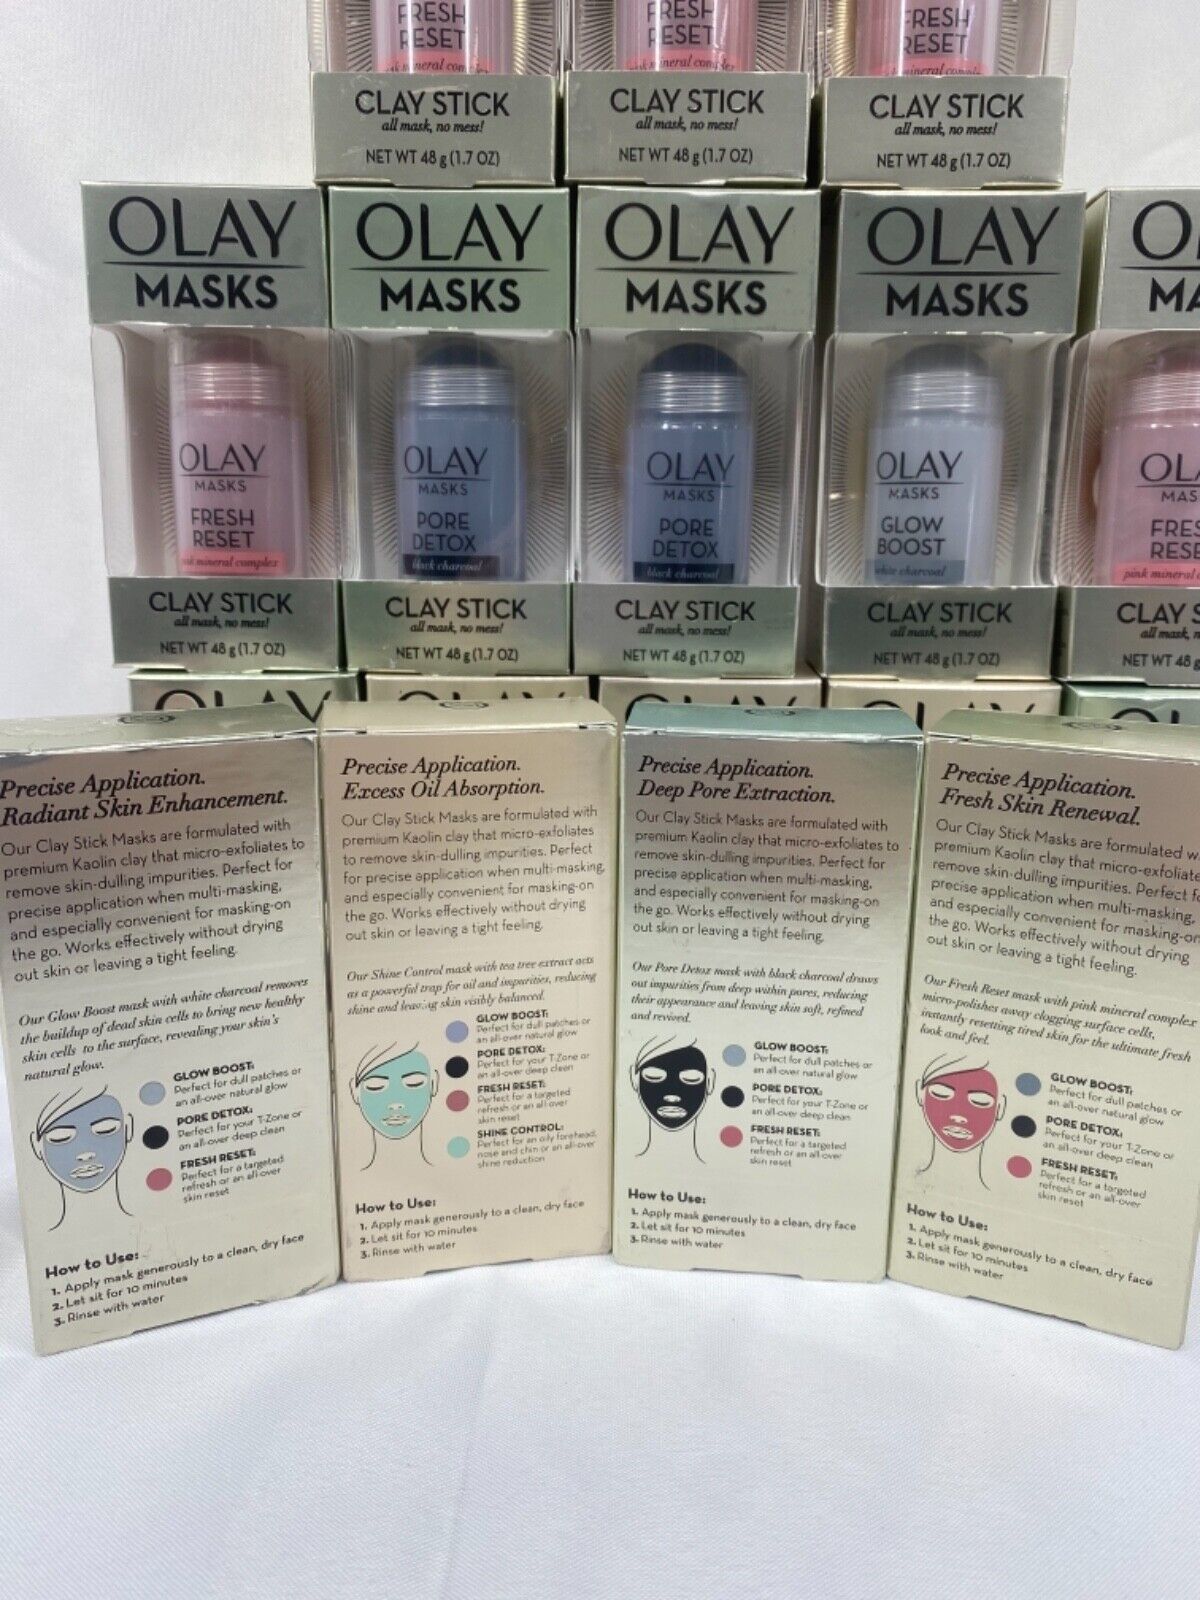 FRESH
RESET
FRESH
RESET
mineral complex
FRESH
RESET
mineral
CLAY STICK
all mask, no mess!
NET WT 48 g (1.7 OZ)
CLAY STICK
all mask, no mess!
NET WT 48 g (1.7 OZ)
CLAY STICK
all mask, no mess!
NET WT 48 g (1.7 OZ)
OLAY
MASKS
OLAY
MASKS
FRESH
RESET
mineral complex
CLAY STICK
all mask, no mess!
NET WT 48 g (1.7 OZ)
OLAY
MASKS
OLAY
MASKS
PORE
DETOX
black charcoal
CLAY STICK
all mask, no mess!
NET WT 48 g (1.7 OZ)
OLAY
MASKS
OLAY
MASKS
PORE
DETOX
black charcoal
CLAY STICK
all mask, no mess!
NET WT 48 g (1.7 OZ)
OLAY
MASKS
OLAY
MASKS
GLOW
BOOST
white charcoal
CLAY STICK
all mask, no mess!
NET WT 48 g (1.7 OZ)
pink mineral
CLAY
all mask,
NET WT 48 g
OLAY
OLAY
OLAY
OLAY
Precise Application.
Radiant Skin Enhancement.
Our Clay Stick Masks are formulated with
premium Kaolin clay that micro-exfoliates to
remove skin-dulling impurities. Perfect for
precise application when multi-masking,
and especially convenient for masking-on
the go. Works effectively without drying
out skin or leaving a tight feeling.
Our Glow Boost mask with white charcoal removes
the buildup of dead skin cells to bring new healthy
skin cells to the surface, revealing your skin's
natural glow.
GLOW BOOST:
Perfect for dull patches or
an all-over natural glow
PORE DETOX:
Perfect for your T-Zone or
an all-over deep clean
FRESH RESET:
Perfect for a targeted
refresh or an all-over
skin reset
How to Use:
1. Apply mask generously to a clean, dry face
2. Let sit for 10 minutes
3. Rinse with water
Precise Application.
Excess Oil Absorption.
Our Clay Stick Masks are formulated with
premium Kaolin clay that micro-exfoliates
to remove skin-dulling impurities. Perfect
for precise application when multi-masking,
and especially convenient for masking-on
the go. Works effectively without drying
out skin or leaving a tight feeling.
Our Shine Control mask with tea tree extract acts
as a powerful trap for oil and impurities, reducing
shine and leaving skin visibly balanced.
GLOW BOOST:
Perfect for dull patches or
an all-over natural glow
PORE DETOX:
Perfect for your T-Zone or
an all-over deep clean
FRESH RESET:
Perfect for a targeted
refresh or an all-over
skin reset
SHINE CONTROL:
Perfect for an oily forehead,
nose and chin or an all-over
shine reduction
How to Use:
1. Apply mask generously to a clean, dry face
2. Let sit for 10 minutes
3. Rinse with water
Precise Application.
Deep Pore Extraction.
Our Clay Stick Masks are formulated with
premium Kaolin clay that micro-exfoliates to
remove skin-dulling impurities. Perfect for
precise application when multi-masking,
and especially convenient for masking-on
the go. Works effectively without drying
out skin or leaving a tight feeling.
Our Pore Detox mask with black charcoal draws
out impurities from deep within pores, reducing
their appearance and leaving skin soft, refined
and revived.
GLOW BOOST:
Perfect for dull patches or
an all-over natural glow
PORE DETOX:
Perfect for your T-Zone or
an all-over deep clean
FRESH RESET:
Perfect for a targeted
refresh or an all-over
skin reset
How to Use:
1. Apply mask generously to a clean, dry face
2. Let sit for 10 minutes
3. Rinse with water
Precise Application.
Fresh Skin Renewal.
Our Clay Stick Masks are formulated
premium Kaolin clay that micro-exfoliates
remove skin-dulling impurities. Perfect
precise application when multi-masking,
and especially convenient for masking-on
the go. Works effectively without drying
out skin or leaving a tight feeling.
Our Fresh Reset mask with pink mineral complex
micro-polishes away clogging surface cells,
instantly resetting tired skin for the ultimate fresh
look and feel.
GLOW BOOST:
Perfect for dull patches or
an all-over natural glow
PORE DETOX:
Perfect for your T-Zone or
an all-over deep clean
FRESH RESET:
Perfect for a targeted
refresh or an all-over
skin reset
How to Use:
1. Apply mask generously to a clean, dry face
2. Let sit for 10 minutes
3. Rinse with water